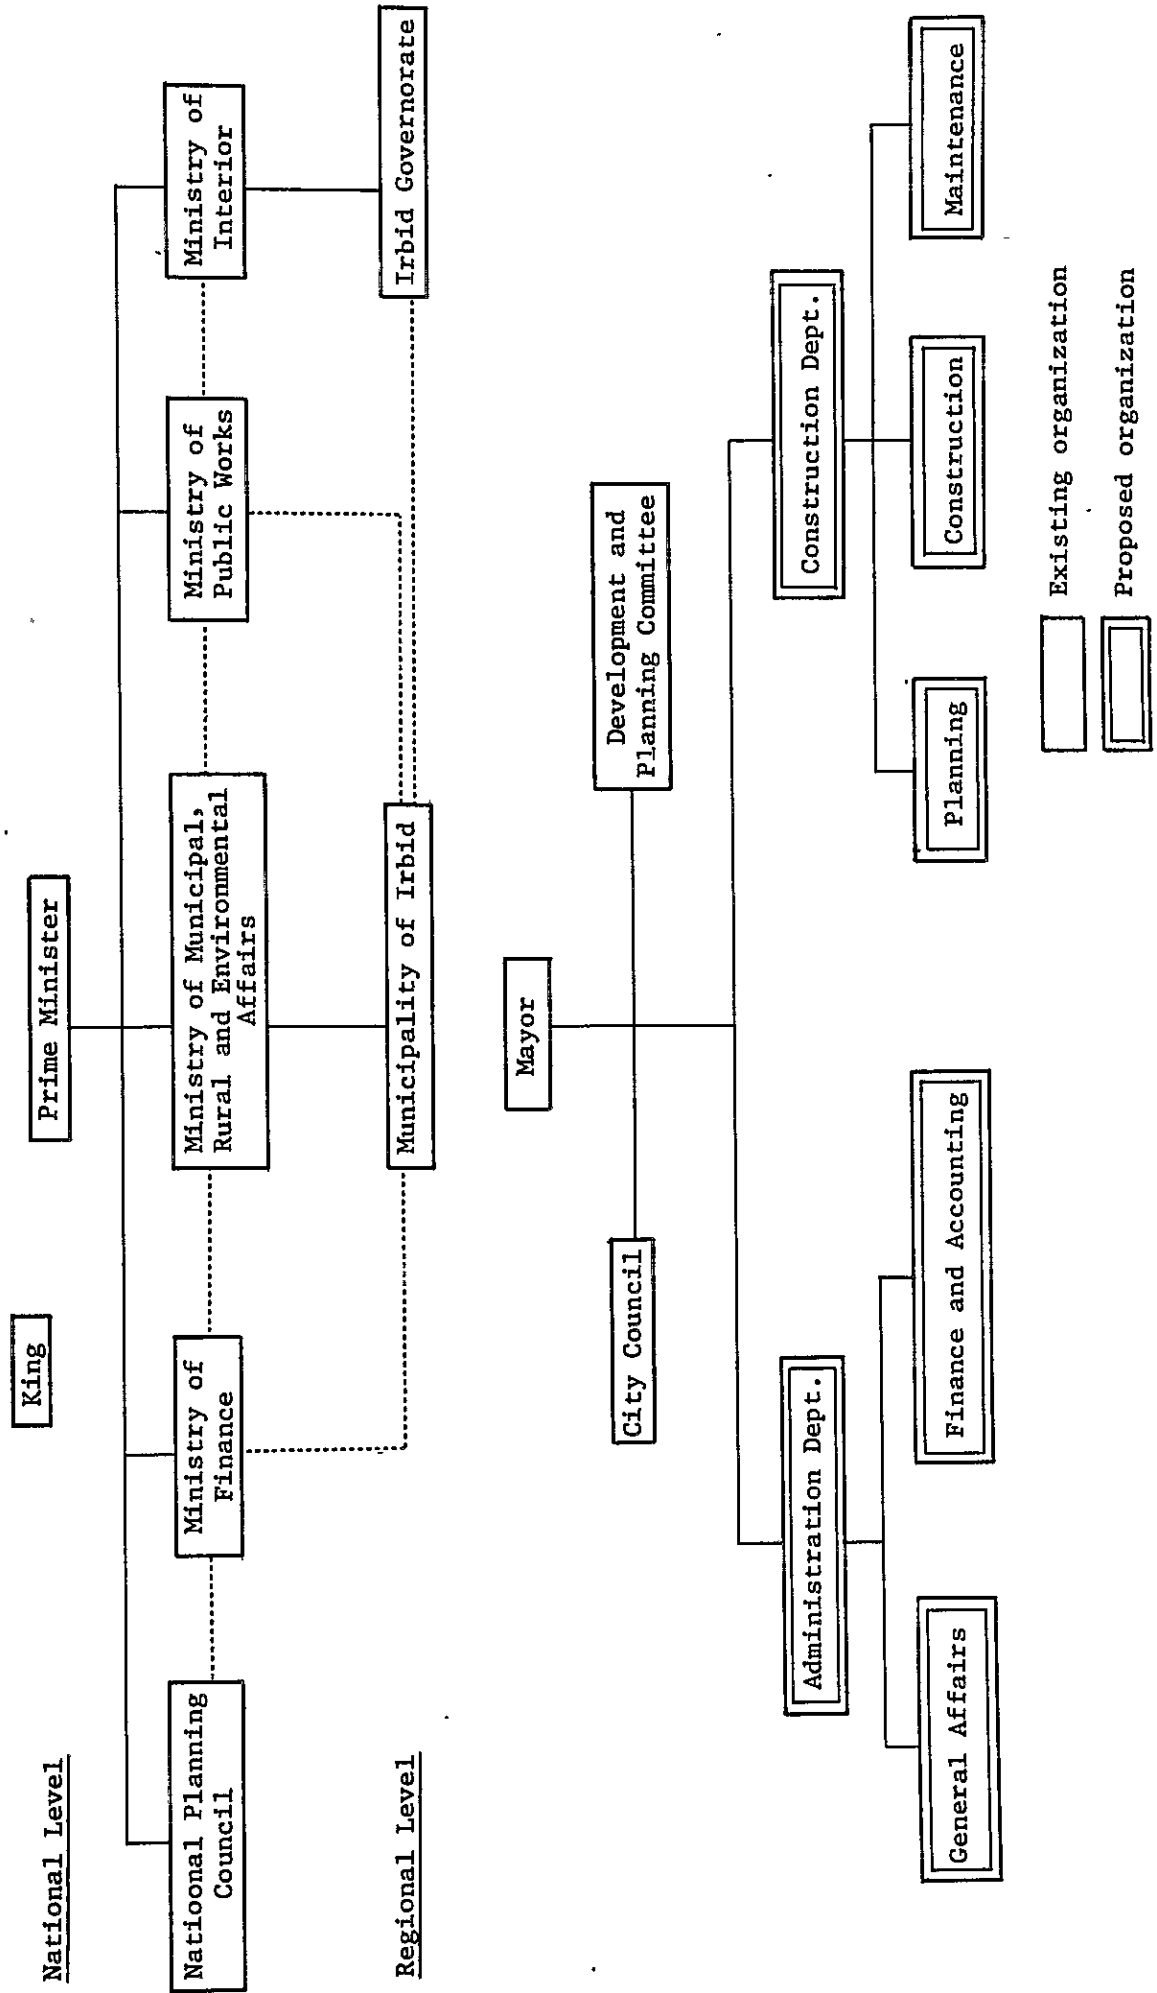 King
Prime Minister
National Level
Natioonal Planning
Council
Ministry of
Finance
Ministry of Municipal,
Rural and Environmental
Affairs
Ministry of
Public Works
Ministry of
Interior
Regional Level
Municipality of Irbid
Irbid Governorate
Mayor
City Council
Development and
Planning Committee
Administration Dept.
Construction Dept.
General Affairs
Finance and Accounting
Planning
Construction
Maintenance
Existing organization
Proposed organization